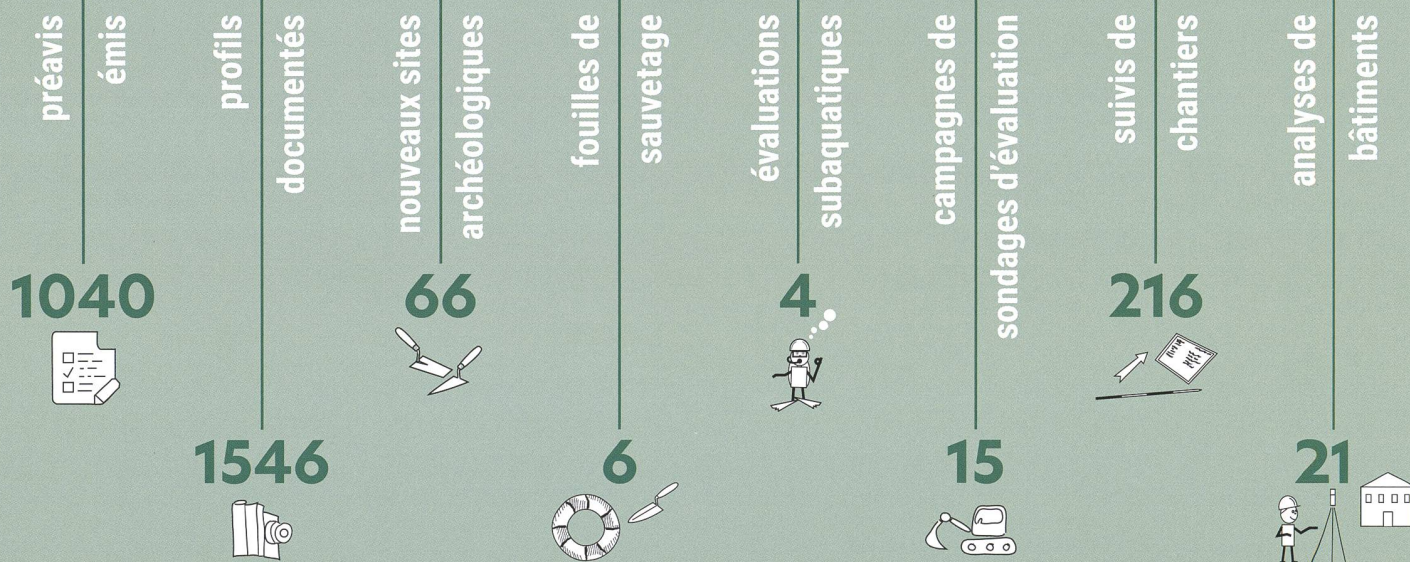 préavis
émis
1040
profils
documentés
1546
nouveaux sites
archéologiques
66
fouilles de
sauvetage
6
évaluations
subaquatiques
4
campagnes de
sondages d'évaluation
15
suivis de
chantiers
216
analyses de
bâtiments
21